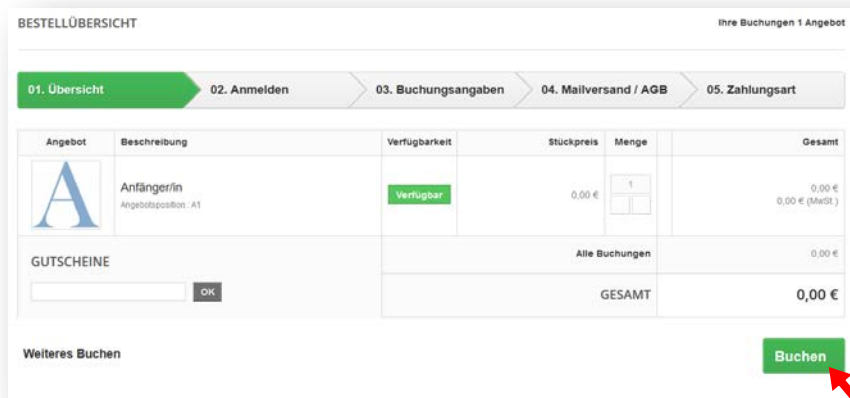 BESTELLÜBERSICHT
Ihre Buchungen 1 Angebot
01. Übersicht 02. Anmelden 03. Buchungsangaben 04. Mailversand / AGB 05. Zahlungsart
Angebot Beschreibung Verfügbarkeit Stückpreis Menge Gesamt
A
Anfänger/in
Angebotsposition : A1
Verfügbar
0,00 €
1
0,00 €
0,00 € (MwSt.)
GUTSCHEINE
OK
Alle Buchungen 0,00 €
GESAMT 0,00 €
Weiteres Buchen
Buchen